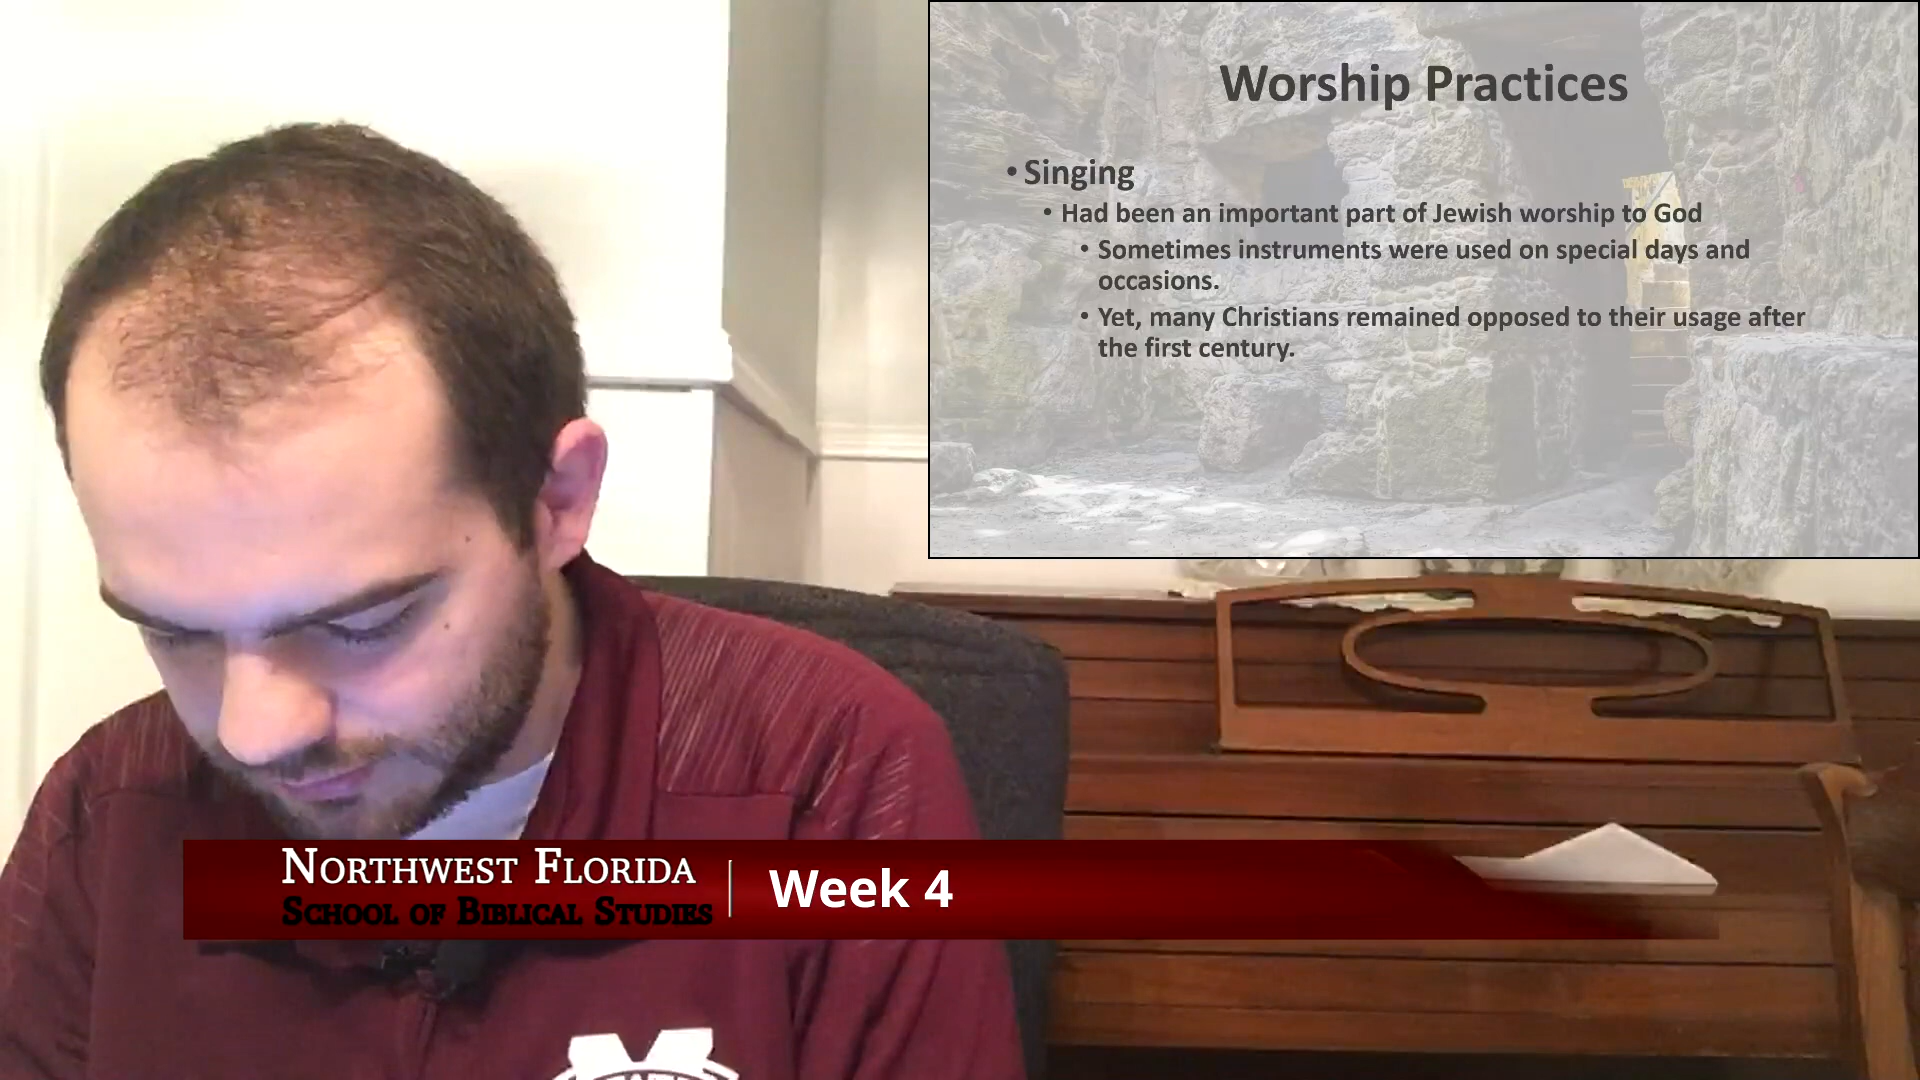 Worship Practices
• Singing
• Had been an important part of Jewish worship to God
• Sometimes instruments were used on special days and
occasions.
• Yet, many Christians remained opposed to their usage after
the first century.
Northwest Florida
School of Biblical Studies
Week 4
M